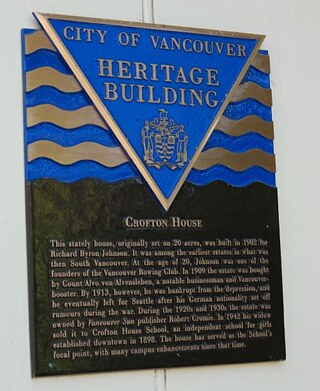 CITY OF VANCOUVER
HERITAGE
BUILDING
CROFTON HOUSE
This stately house, originally set on 20 acres, was built in 1902 for
Richard Byron Johnson. It was among the earliest estates in what was
then South Vancouver. At the age of 20, Johnson was one of the
founders of the Vancouver Rowing Club. In 1909 the estate was bought
by Count Alvo von Alvensleben, a notable businessman and Vancouver-
booster. By 1913, however, he was bankrupt from the depression, and
he eventually left for Seattle after his German nationality set off
rumours during the war. During the 1920s and 1930s the estate was
owned by Vancouver Sun publisher Robert Cromie. In 1942 his widow
sold it to Crofton House School, an independent school for girls
established downtown in 1898. The house has served as the School's
focal point, with many campus enhancements since that time.